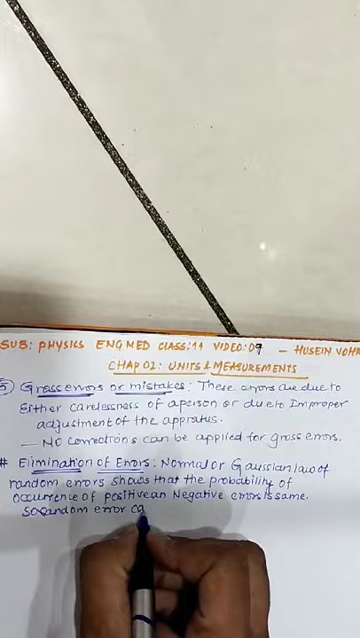 SUB: PHYSICS ENG MED CLASS: 11 VIDEO: 09 - HUSEIN VOHR
CHAP 02: UNITS & MEASUREMENTS
5 Gross errors or mistakes: These errors are due to
Either carelessness of a person or due to Improper
adjustment of the appratus.
- No corrections can be applied for gross errors.
# Elimination of Errors: Normal or Gaussian law of
random errors shows that the probability of
occurrence of positive an Negative errors is same.
So random error ca